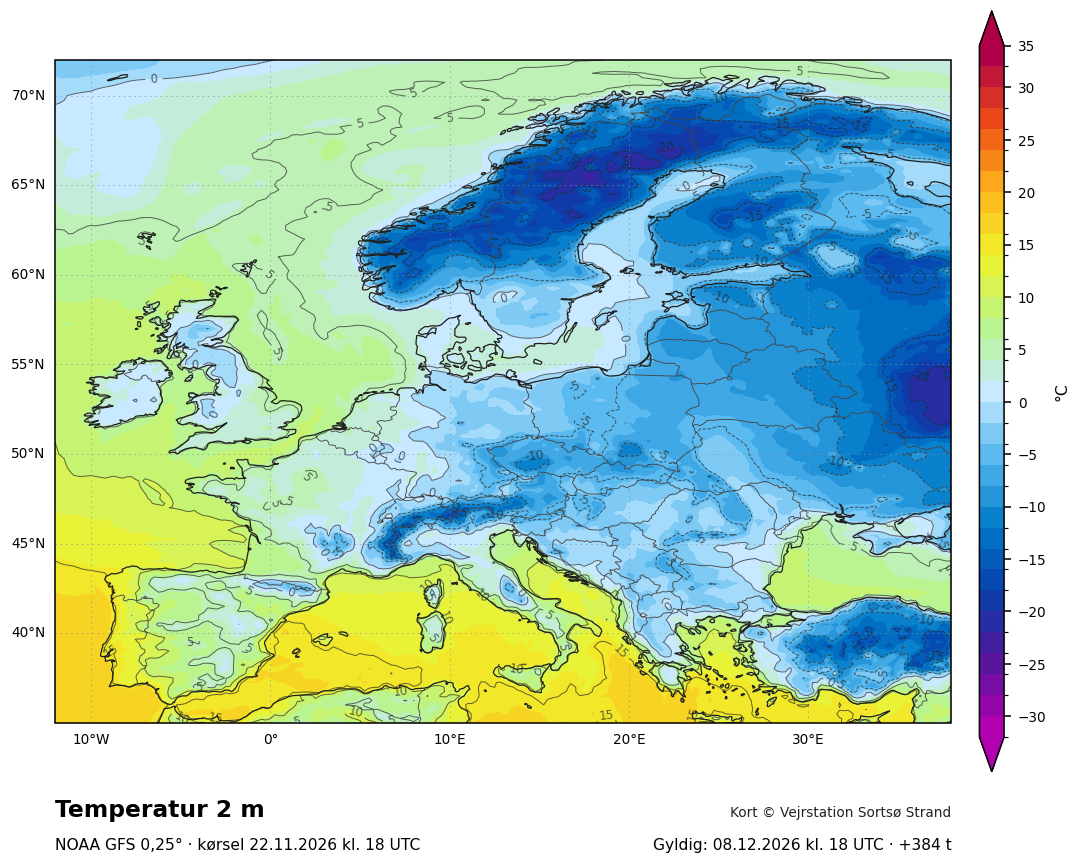 70°N
65°N
60°N
55°N
50°N
45°N
40°N
10°W
0°
10°E
20°E
30°E
35
30
25
20
15
10
5
0
−5
−10
−15
−20
−25
−30
°C
Temperatur 2 m
Kort © Vejrstation Sortsø Strand
NOAA GFS 0,25° · kørsel 22.11.2026 kl. 18 UTC
Gyldig: 08.12.2026 kl. 18 UTC · +384 t